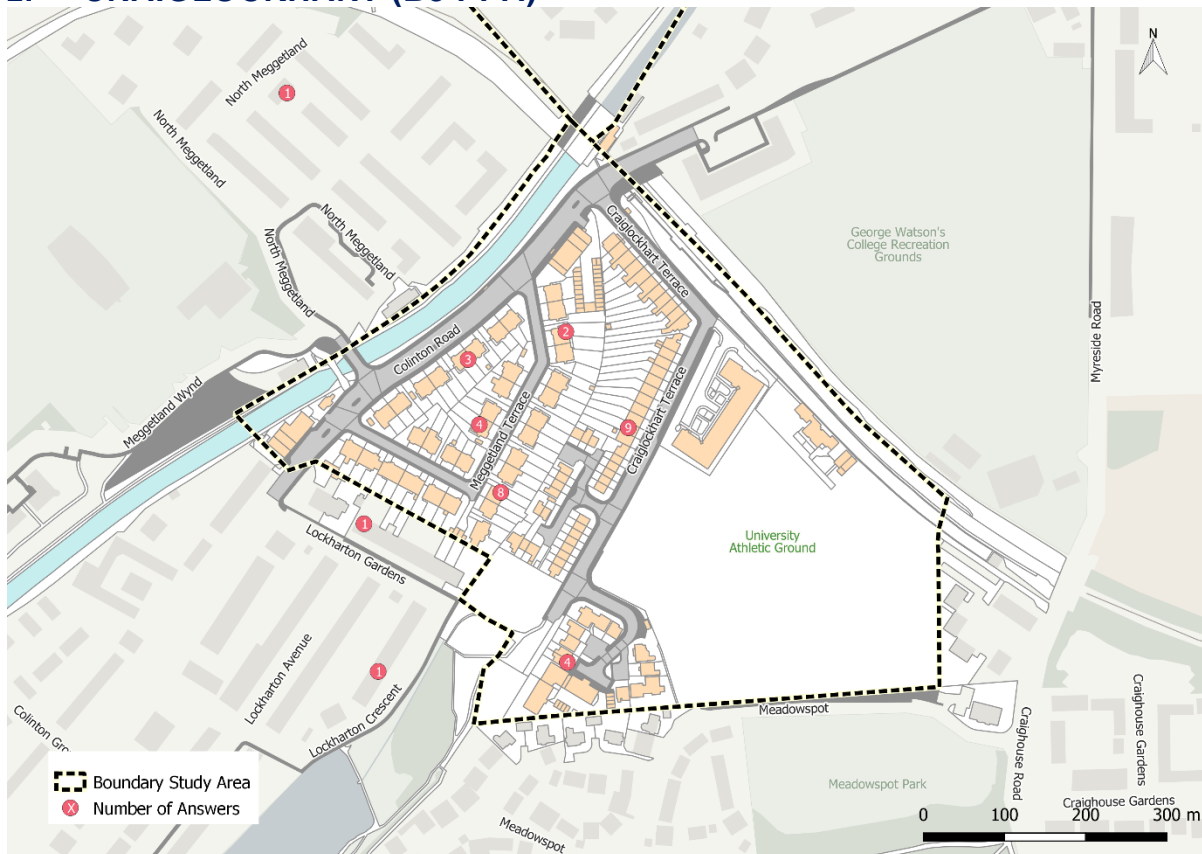 N
North Meggetland
1
North Meggetland
North Meggetland
North Meggetland
Craiglockhart Terrace
George Watson's
College Recreation
Grounds
Myreside Road
Colinton Road
2
3
Meggetland Wynd
4
Meggetland Terrace
9
Craiglockhart Terrace
8
1
Lockharton Gardens
University
Athletic Ground
Lockharton Avenue
1
Lockharton Crescent
4
Meadowspot
Craighouse Road
Craighouse Gardens
Meadowspot Park
Craighouse Gardens
Meadowspot
Boundary Study Area
X Number of Answers
0 100 200 300 m